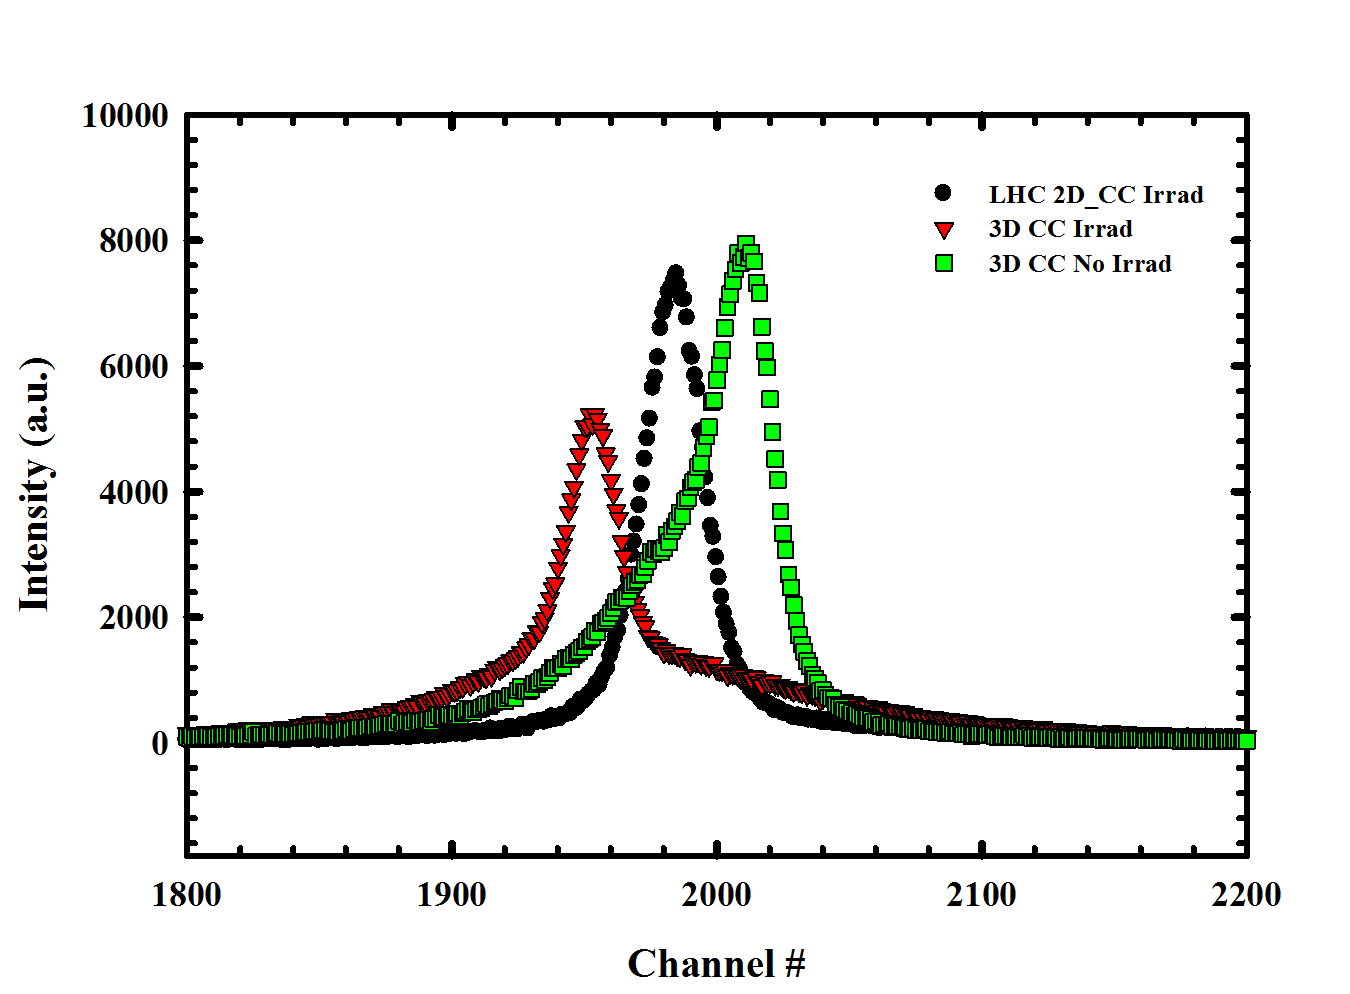 10000
8000
6000
4000
2000
0
Intensity (a.u.)
LHC 2D_CC Irrad
3D CC Irrad
3D CC No Irrad
1800 1900 2000 2100 2200
Channel #